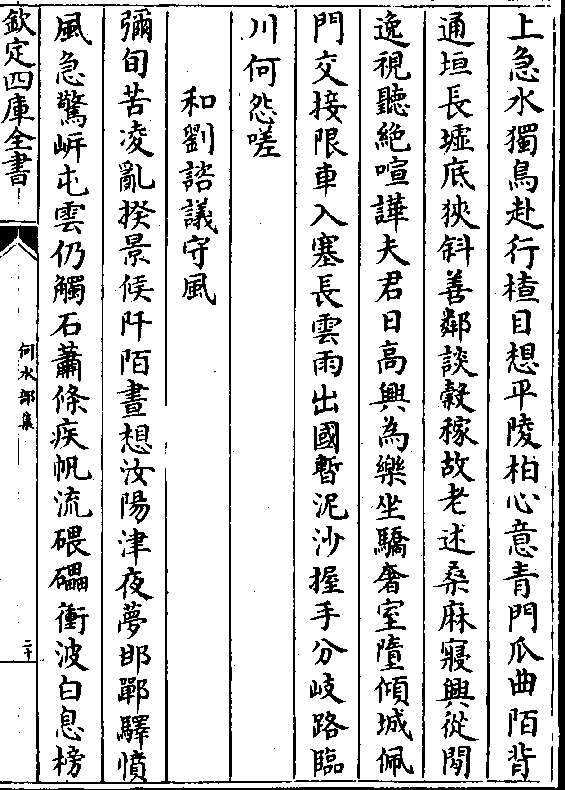 上急水獨鳥赴行楂目想平陵柏心意青門瓜曲陌背
通垣長墟底狹斜善鄰談穀稼故老述桑麻寢興從閒
逸視聽絶喧譁夫君日高興為樂坐驕奢室墮傾城佩
門交接限車入塞長雲雨出國暫泥沙握手分岐路臨
川何怨嗟
和劉諮議守風
彌旬苦凌亂揆景候阡陌晝想汝陽津夜夢邯鄲驛憤
風急驚岍屯雲仍觸石蕭條疾帆流碨礧衝波白息榜
欽定四庫全書
何水部集
二十